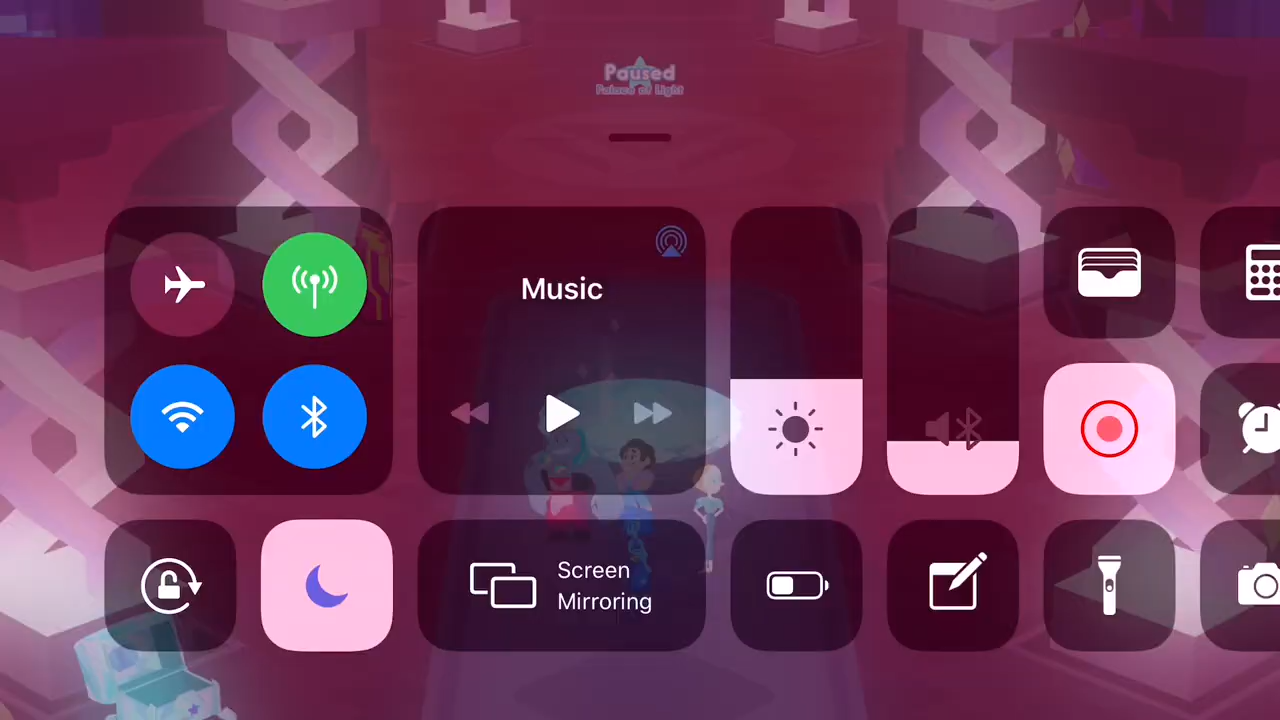 Paused
Palace of Light
Music
Screen
Mirroring